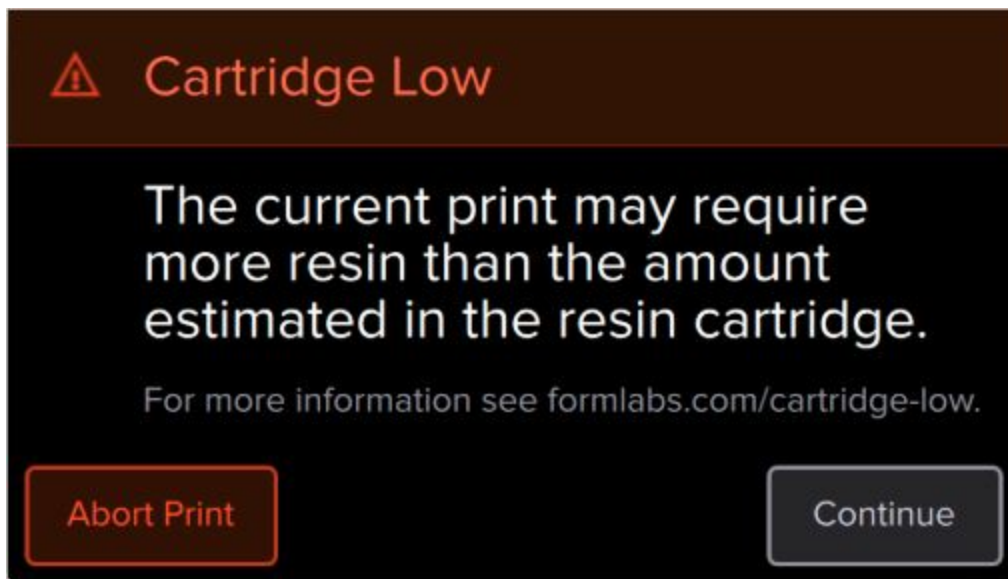 Cartridge Low
The current print may require
more resin than the amount
estimated in the resin cartridge.
For more information see formlabs.com/cartridge-low.
Abort Print
Continue